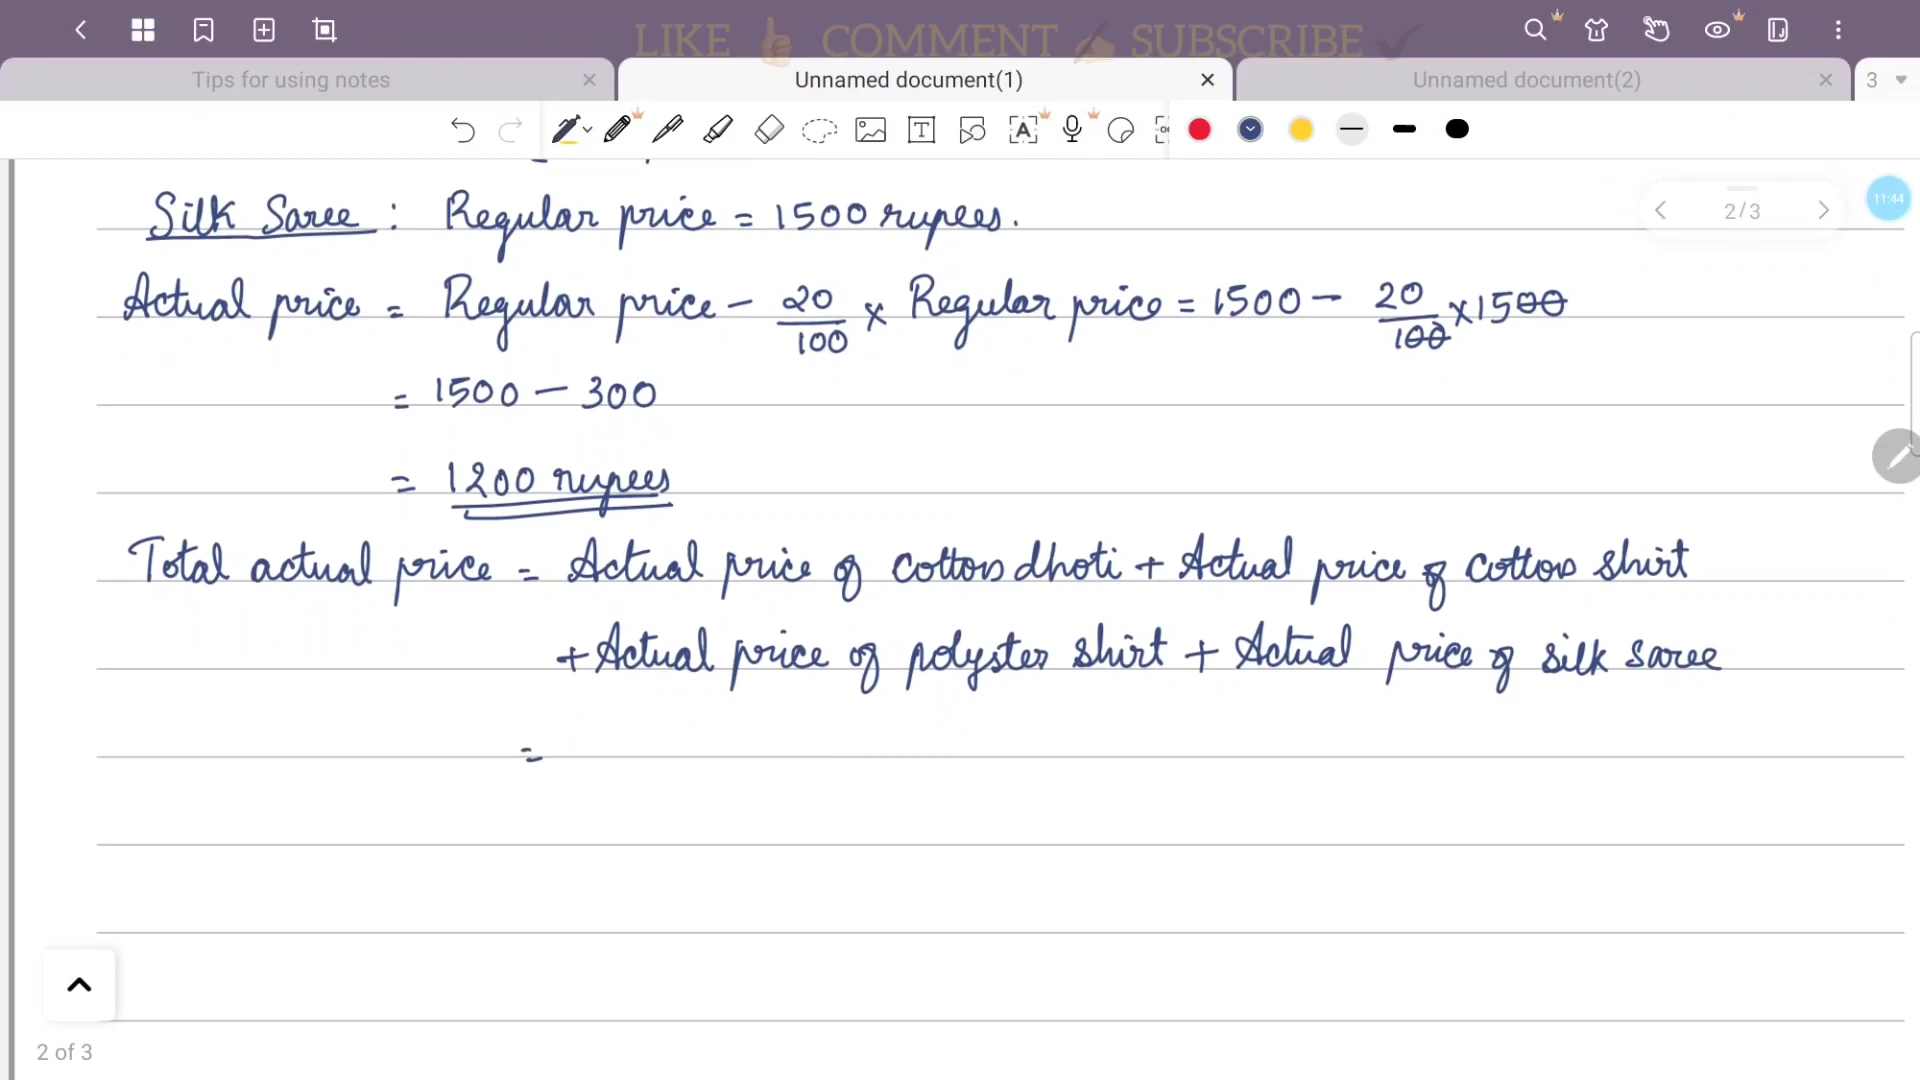 LIKE 👍 COMMENT ✍ SUBSCRIBE ✔
Tips for using notes
Unnamed document(1)
Unnamed document(2)
3
2/3
11:44
Silk Saree : Regular price = 1500 rupees.
Actual price = Regular price - 20/100 x Regular price = 1500 - 20/100 x 1500
= 1500 - 300
= 1200 rupees
Total actual price = Actual price of cotton dhoti + Actual price of cotton shirt
+ Actual price of polyster shirt + Actual price of silk saree
=
2 of 3